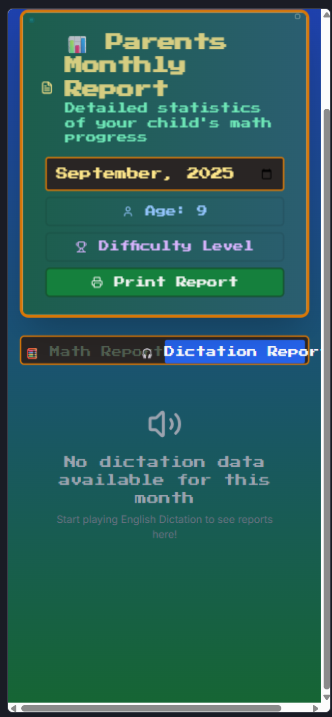 Parents
Monthly
Report
Detailed statistics
of your child's math
progress
September, 2025
Age: 9
Difficulty Level
Print Report
Math Report Dictation Repor
No dictation data
available for this
month
Start playing English Dictation to see reports
here!